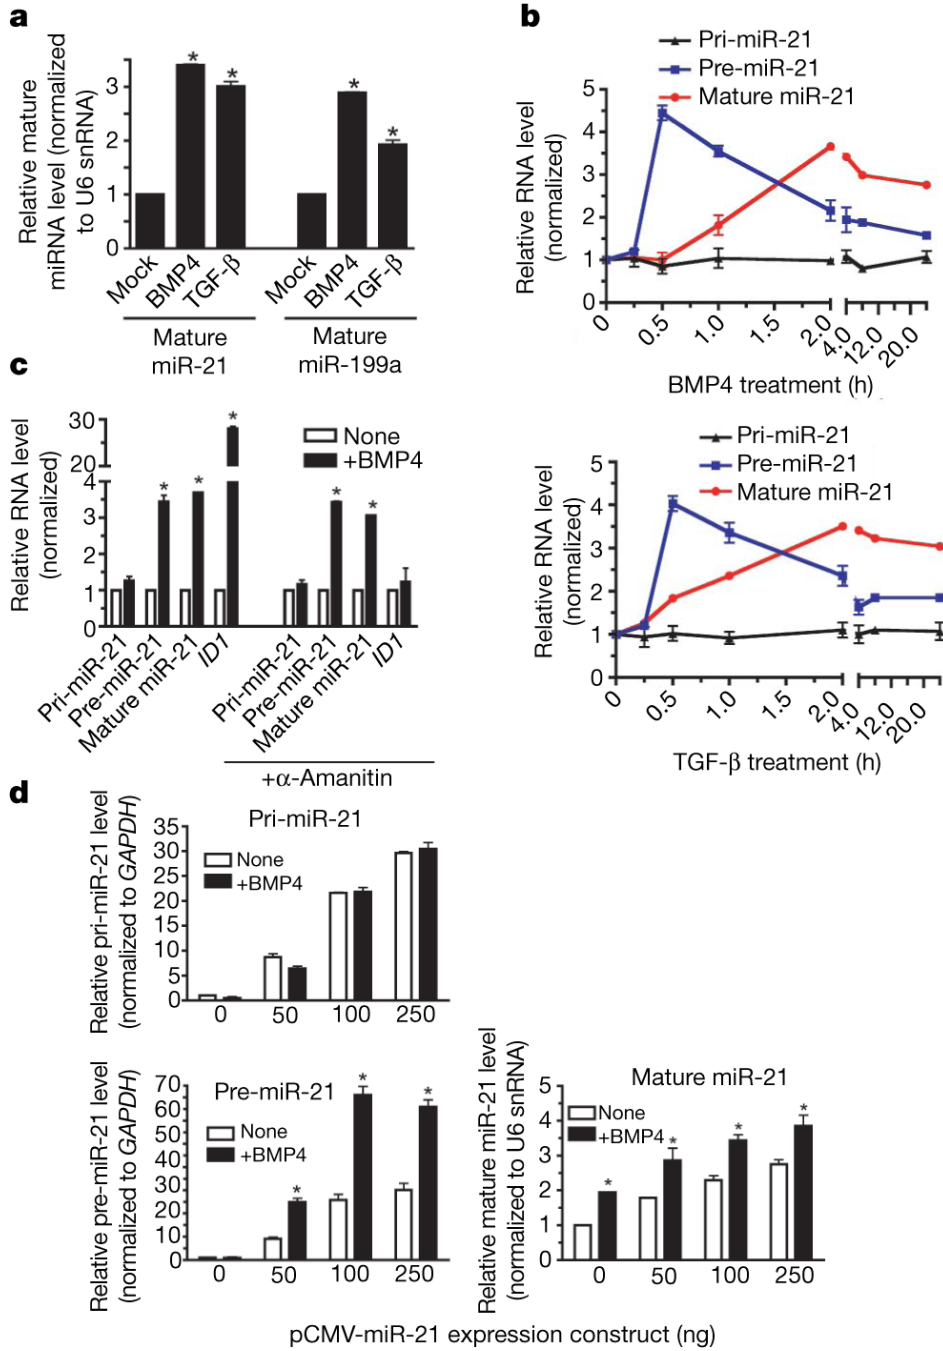 a
Relative mature
miRNA level (normalized
to U6 snRNA)
3
2
1
0
* * * *
Mock BMP4 TGF-β Mock BMP4 TGF-β
Mature
miR-21
Mature
miR-199a
b
Pri-miR-21
Pre-miR-21
Mature miR-21
Relative RNA level
(normalized)
5
4
3
2
1
0
0 0.5 1.0 1.5 2.0 4.0 12.0 20.0
BMP4 treatment (h)
Pri-miR-21
Pre-miR-21
Mature miR-21
Relative RNA level
(normalized)
5
4
3
2
1
0
0 0.5 1.0 1.5 2.0 4.0 12.0 20.0
TGF-β treatment (h)
c
Relative RNA level
(normalized)
30
20
4
3
2
1
0
None
+BMP4
* * * * *
Pri-miR-21 Pre-miR-21 Mature miR-21 ID1 Pri-miR-21 Pre-miR-21 Mature miR-21 ID1
+α-Amanitin
d
Pri-miR-21
Relative pri-miR-21 level
(normalized to GAPDH)
35
30
25
20
10
5
0
None
+BMP4
0 50 100 250
Pre-miR-21
Relative pre-miR-21 level
(normalized to GAPDH)
70
60
50
40
20
30
10
0
None
+BMP4
* * *
0 50 100 250
Mature miR-21
Relative mature miR-21 level
(normalized to U6 snRNA)
5
4
3
2
1
0
None
+BMP4
* * * *
0 50 100 250
pCMV-miR-21 expression construct (ng)